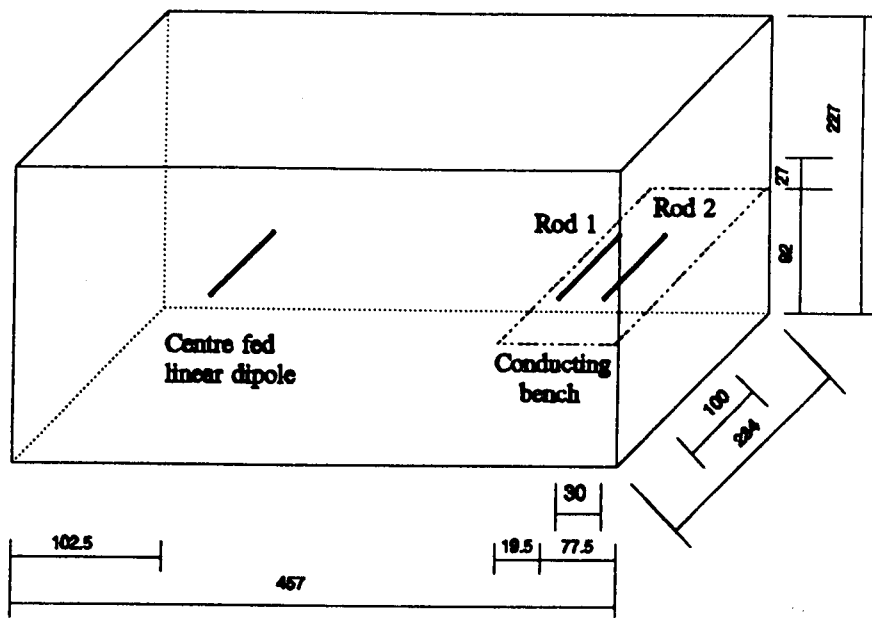 227
27
Rod 1
Rod 2
92
Centre fed
linear dipole
Conducting
bench
100
234
30
102.5
19.5
77.5
457